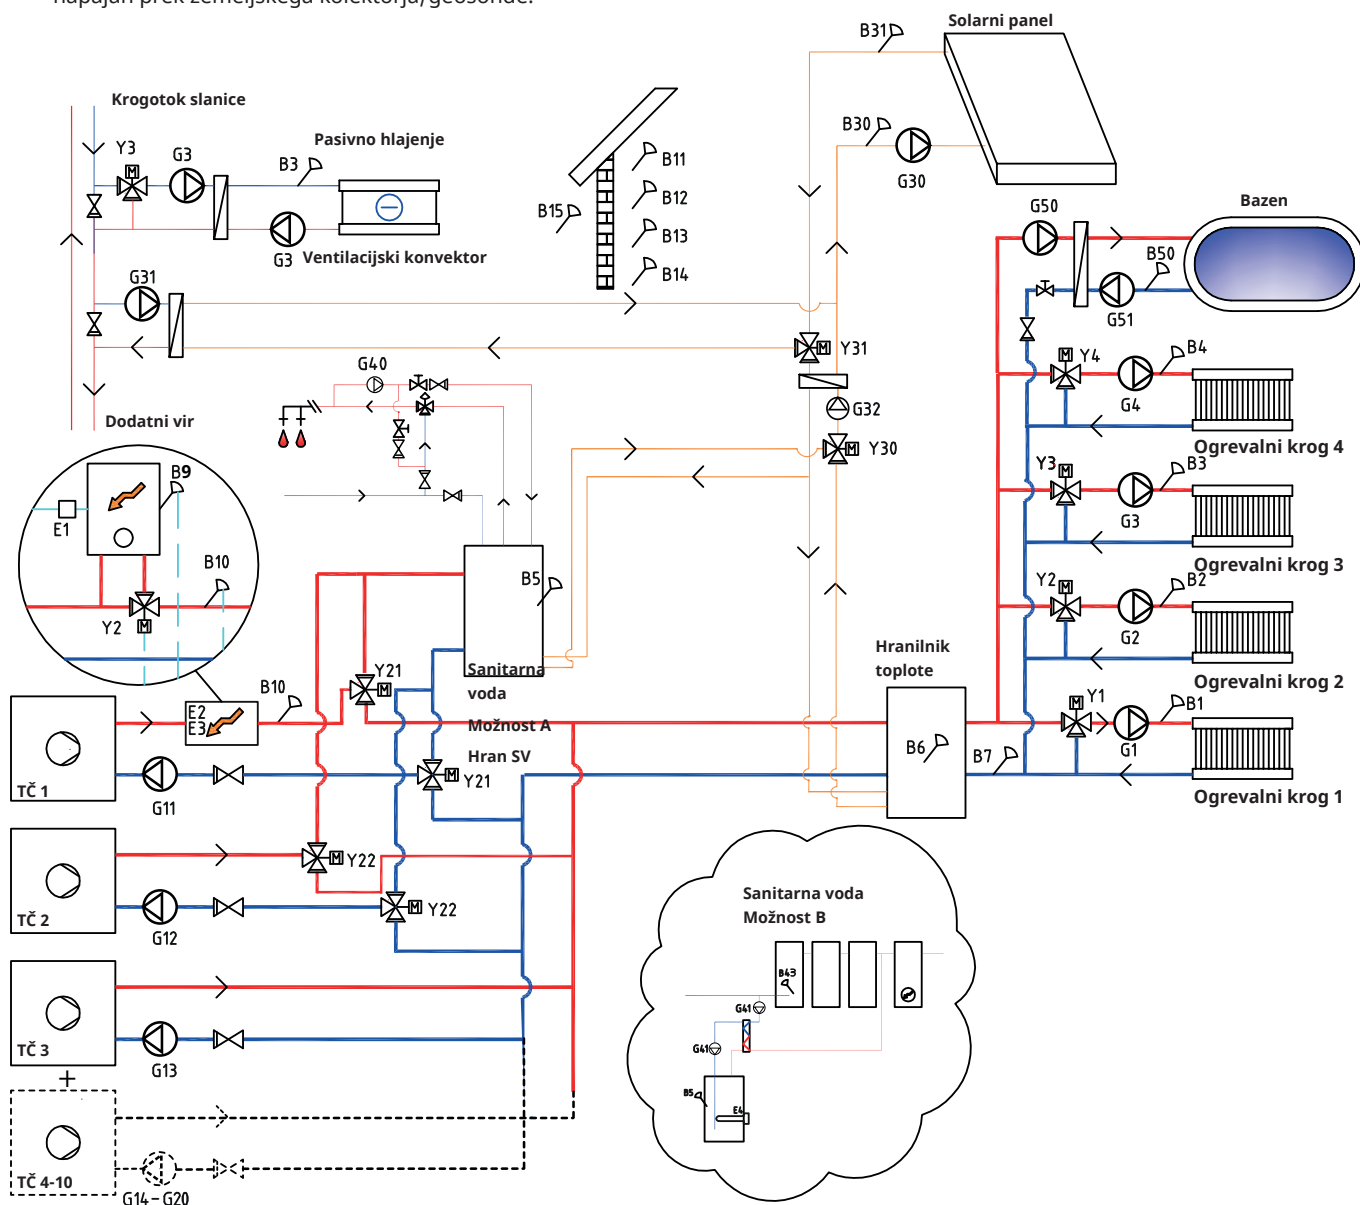 napajan prek zemeljskega kolektorja/geosonde.
Solarni panel
B31
Krogotok slanice
B30
G30
Y3
G3
B3
Pasivno hlajenje
B11
B12
B15
B13
B14
G3
Ventilacijski konvektor
G31
G50
Bazen
B50
G51
Y31
G32
Y30
G40
Y4
B4
G4
Ogrevalni krog 4
Y3
B3
G3
Ogrevalni krog 3
Y2
B2
G2
Ogrevalni krog 2
Y1
B1
G1
Ogrevalni krog 1
Dodatni vir
B9
E1
B10
Y2
B5
Sanitarna
voda
Možnost A
Hran SV
Hranilnik
toplote
B6
B7
Y21
B10
E2
E3
TČ 1
G11
Y21
Y22
TČ 2
G12
Y22
TČ 3
G13
+
TČ 4-10
G14–G20
Sanitarna voda
Možnost B
B43
G41
G41
B5
E4
M
M
M
M
M
M
M
M
M
M
M
M